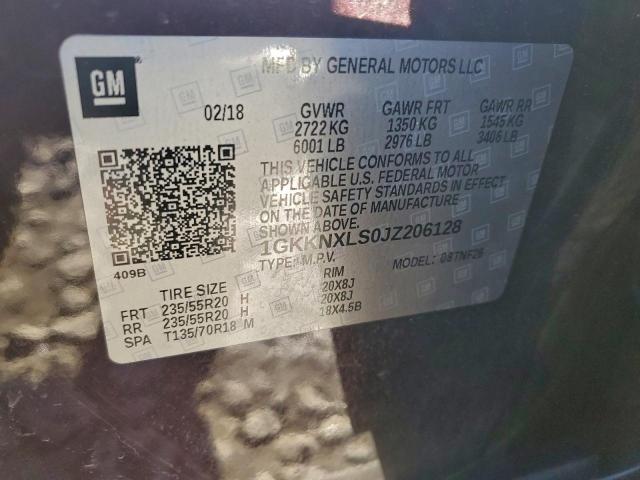 GM
MFD BY GENERAL MOTORS LLC
02/18 GVWR GAWR FRT GAWR RR
2722 KG 1350 KG 1545 KG
6001 LB 2976 LB 3406 LB
THIS VEHICLE CONFORMS TO ALL
APPLICABLE U.S. FEDERAL MOTOR
VEHICLE SAFETY STANDARDS IN EFFECT
ON THE DATE OF MANUFACTURE
SHOWN ABOVE.
1GKKNXLS0JZ206128
409B TYPE: M.P.V. MODEL: 08TNF26
TIRE SIZE RIM
FRT 235/55R20 H 20X8J
RR 235/55R20 H 20X8J
SPA T135/70R18 M 18X4.5B